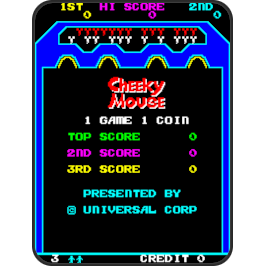 1ST HI SCORE 2ND
0 0 0
Cheeky
Mouse
1 GAME 1 COIN
TOP SCORE 0
2ND SCORE 0
3RD SCORE 0
PRESENTED BY
© UNIVERSAL CORP
3 CREDIT 0